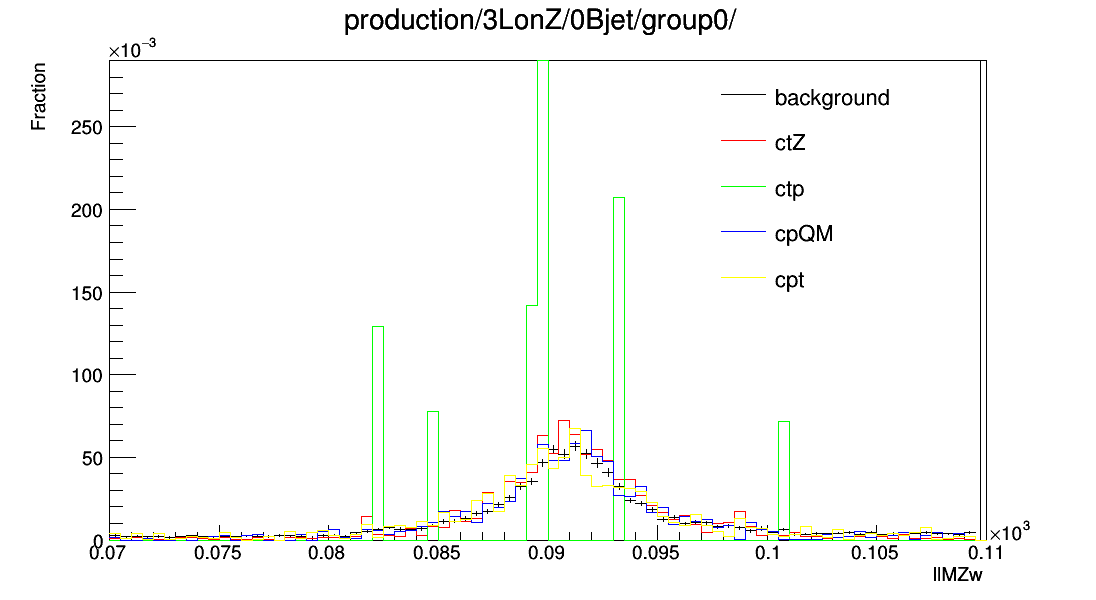 production/3LonZ/0Bjet/group0/
×10⁻³
Fraction
background
ctZ
ctp
cpQM
cpt
250
200
150
100
50
0
0.07 0.075 0.08 0.085 0.09 0.095 0.1 0.105 0.11
×10³
llMZw